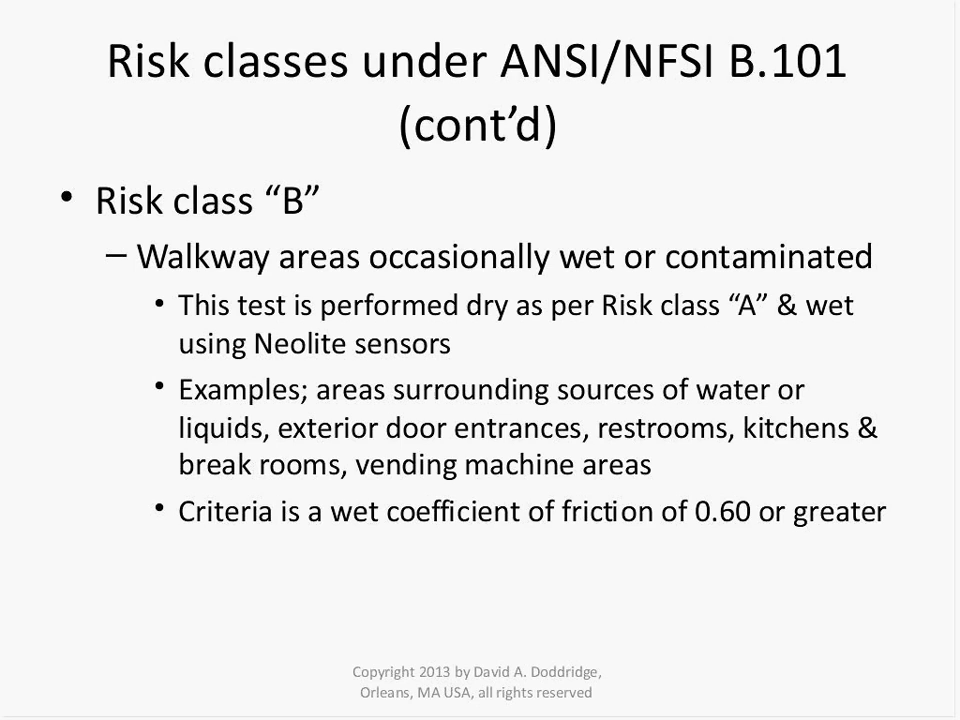 Risk classes under ANSI/NFSI B.101
(cont’d)
• Risk class “B”
– Walkway areas occasionally wet or contaminated
• This test is performed dry as per Risk class “A” & wet
using Neolite sensors
• Examples; areas surrounding sources of water or
liquids, exterior door entrances, restrooms, kitchens &
break rooms, vending machine areas
• Criteria is a wet coefficient of friction of 0.60 or greater
Copyright 2013 by David A. Doddridge,
Orleans, MA USA, all rights reserved